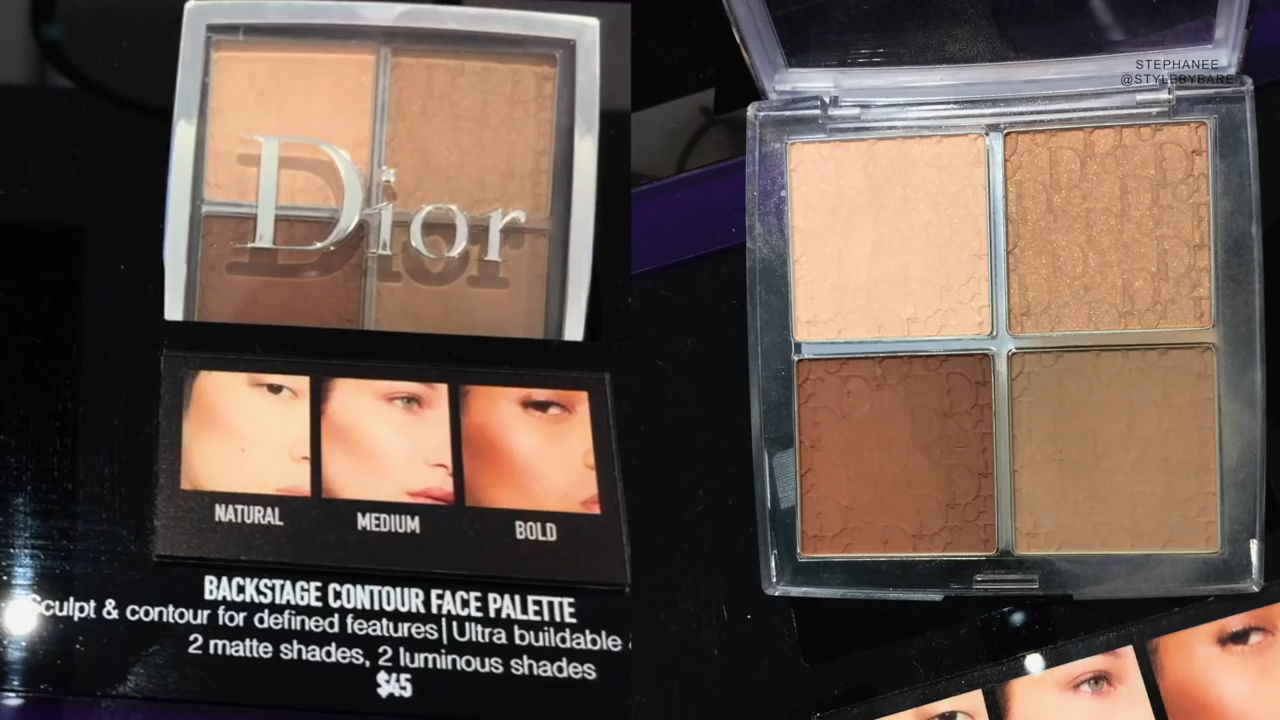 Dior
NATURAL
MEDIUM
BOLD
BACKSTAGE CONTOUR FACE PALETTE
Sculpt & contour for defined features | Ultra buildable
2 matte shades, 2 luminous shades
$45
STEPHANEE
@STYLEBYBARE